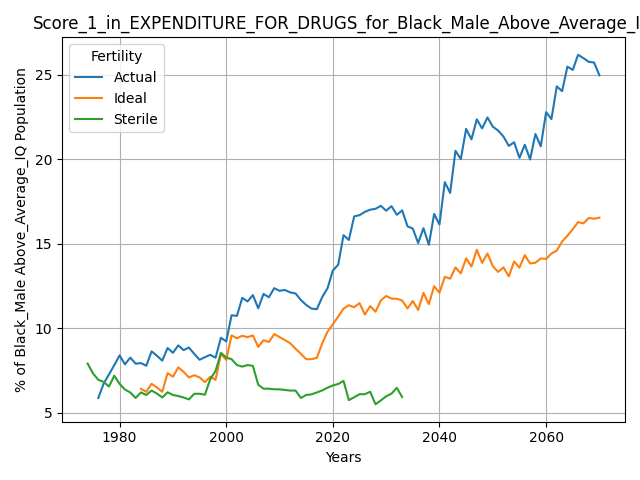 Score_1_in_EXPENDITURE_FOR_DRUGS_for_Black_Male_Above_Average_I
Fertility
Actual
Ideal
Sterile
% of Black_Male Above_Average_IQ Population
25
20
15
10
5
1980 2000 2020 2040 2060
Years